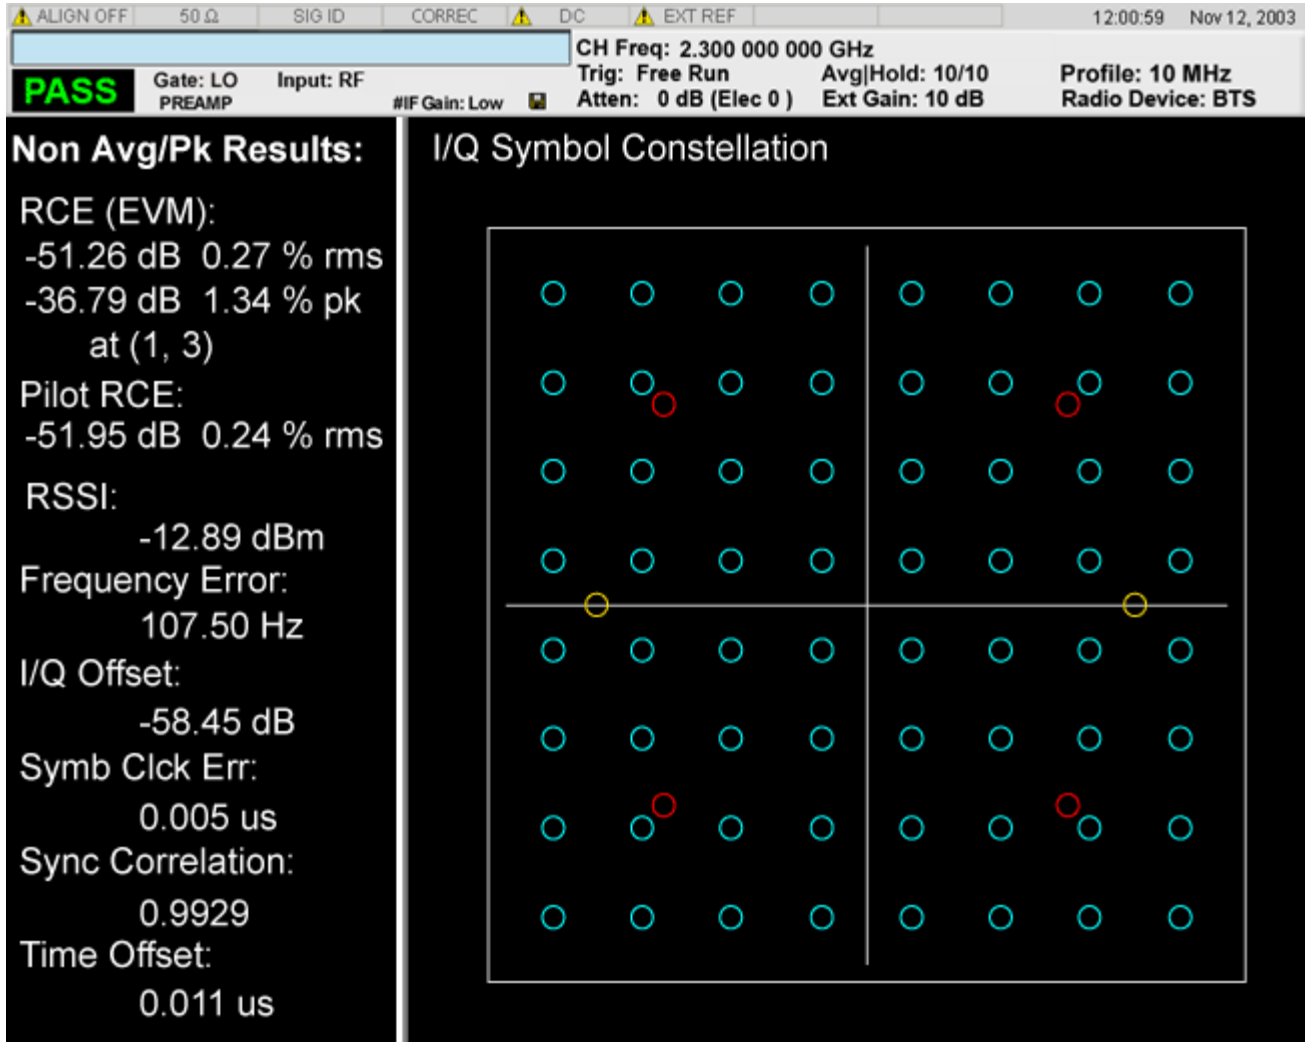 ALIGN OFF 50 Ω SIG ID CORREC DC EXT REF 12:00:59 Nov 12, 2003
CH Freq: 2.300 000 000 GHz
PASS Gate: LO Input: RF Trig: Free Run Avg|Hold: 10/10 Profile: 10 MHz
PREAMP #IF Gain: Low Atten: 0 dB (Elec 0 ) Ext Gain: 10 dB Radio Device: BTS
Non Avg/Pk Results:
RCE (EVM):
-51.26 dB 0.27 % rms
-36.79 dB 1.34 % pk
at (1, 3)
Pilot RCE:
-51.95 dB 0.24 % rms
RSSI:
-12.89 dBm
Frequency Error:
107.50 Hz
I/Q Offset:
-58.45 dB
Symb Clck Err:
0.005 us
Sync Correlation:
0.9929
Time Offset:
0.011 us
I/Q Symbol Constellation